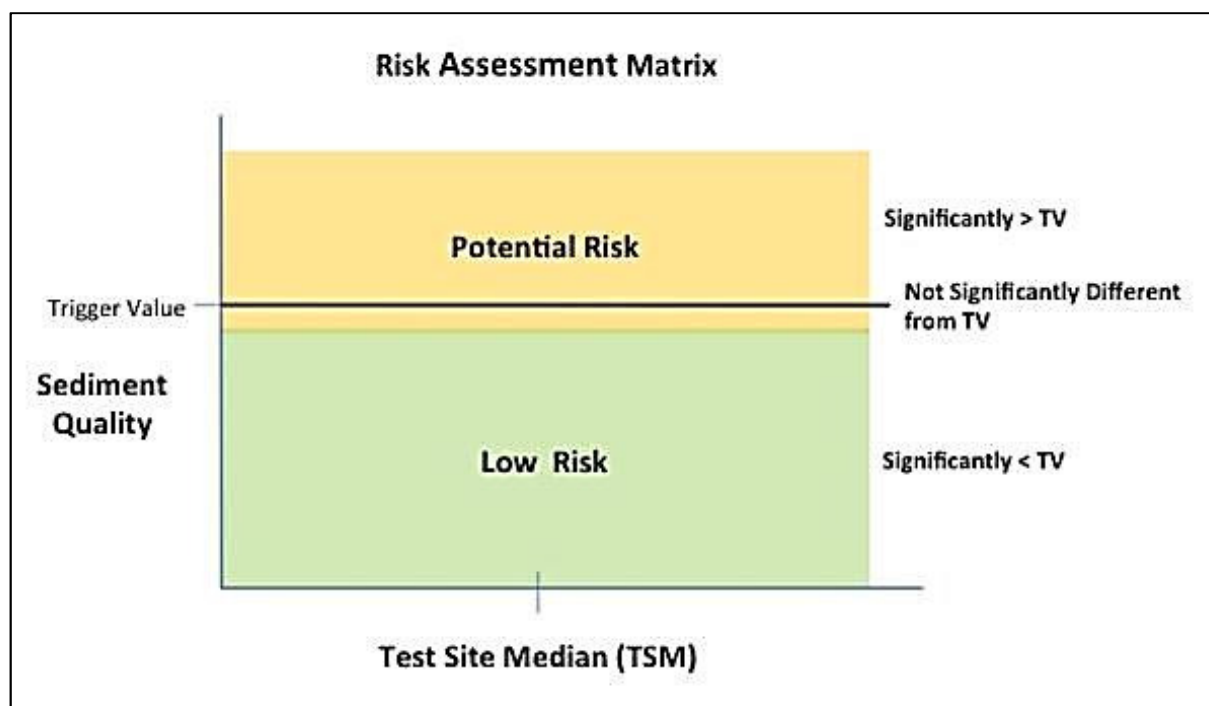 Risk Assessment Matrix
Significantly > TV
Potential Risk
Trigger Value
Not Significantly Different
from TV
Sediment
Quality
Low Risk
Significantly < TV
Test Site Median (TSM)